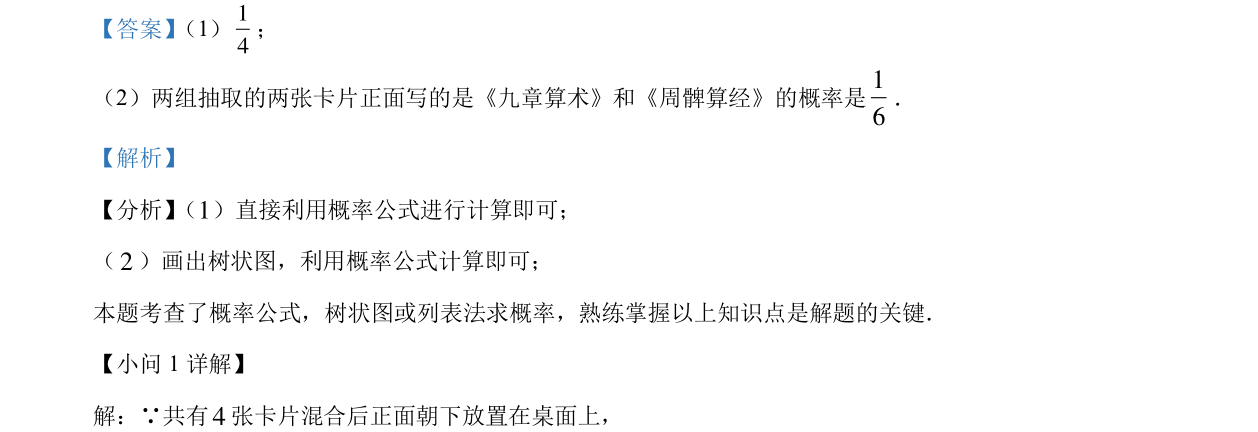 【答案】（1）1/4；
（2）两组抽取的两张卡片正面写的是《九章算术》和《周髀算经》的概率是1/6．
【解析】
【分析】（1）直接利用概率公式进行计算即可；
（2）画出树状图，利用概率公式计算即可；
本题考查了概率公式，树状图或列表法求概率，熟练掌握以上知识点是解题的关键．
【小问 1 详解】
解：∵共有4张卡片混合后正面朝下放置在桌面上，